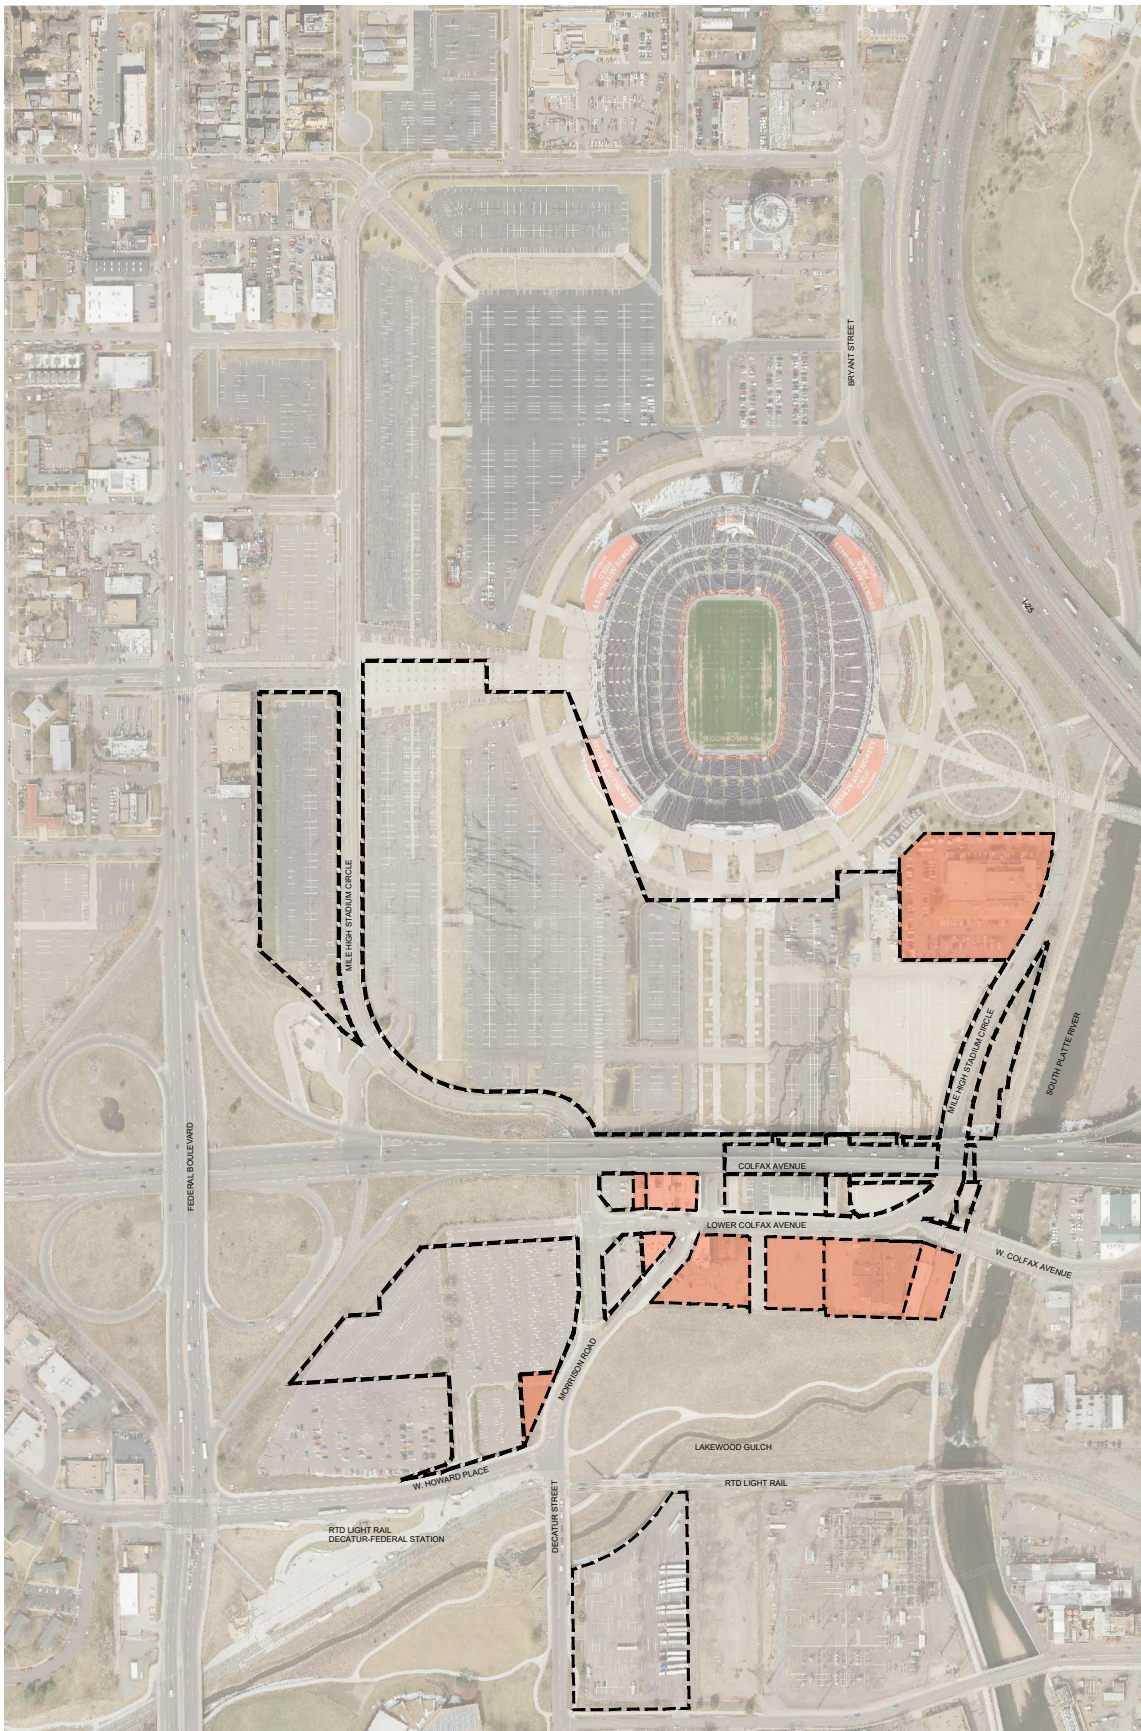 BRYANT STREET
I-25
BRONCOS
MILE HIGH STADIUM CIRCLE
MILE HIGH STADIUM CIRCLE
SOUTH PLATTE RIVER
FEDERAL BOULEVARD
COLFAX AVENUE
LOWER COLFAX AVENUE
W. COLFAX AVENUE
MORRISON ROAD
LAKEWOOD GULCH
W. HOWARD PLACE
RTD LIGHT RAIL
DECATUR STREET
RTD LIGHT RAIL
DECATUR-FEDERAL STATION